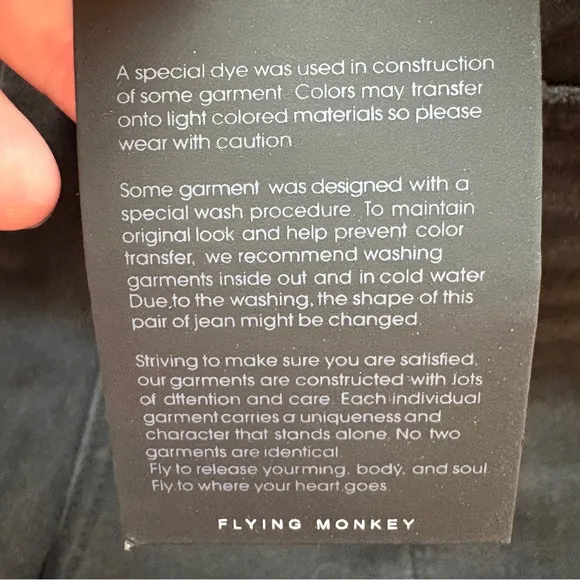 A special dye was used in construction
of some garment. Colors may transfer
onto light colored materials so please
wear with caution.
Some garment was designed with a
special wash procedure. To maintain
original look and help prevent color
transfer, we recommend washing
garments inside out and in cold water
Due to the washing, the shape of this
pair of jean might be changed.
Striving to make sure you are satisfied,
our garments are constructed with lots
of attention and care. Each individual
garment carries a uniqueness and
character that stands alone. No two
garments are identical.
Fly to release your ming, body, and soul.
Fly to where your heart goes.
FLYING MONKEY